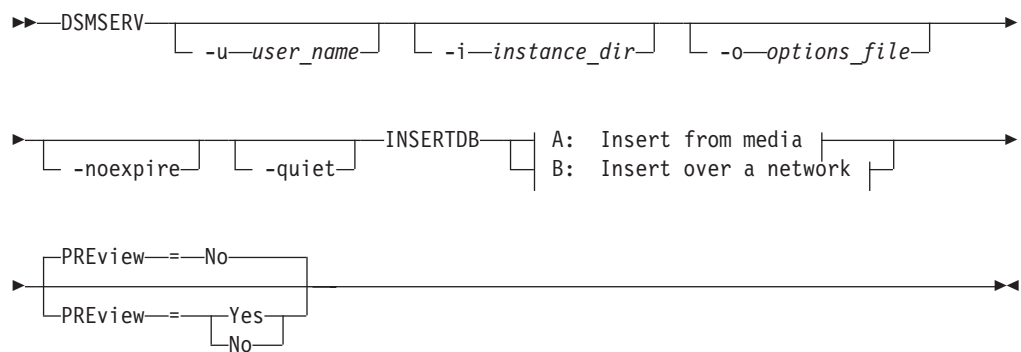 DSMSERV
-u user_name -i instance_dir -o options_file
-noexpire -quiet INSERTDB A: Insert from media
B: Insert over a network
PREview = No
PREview = Yes
No